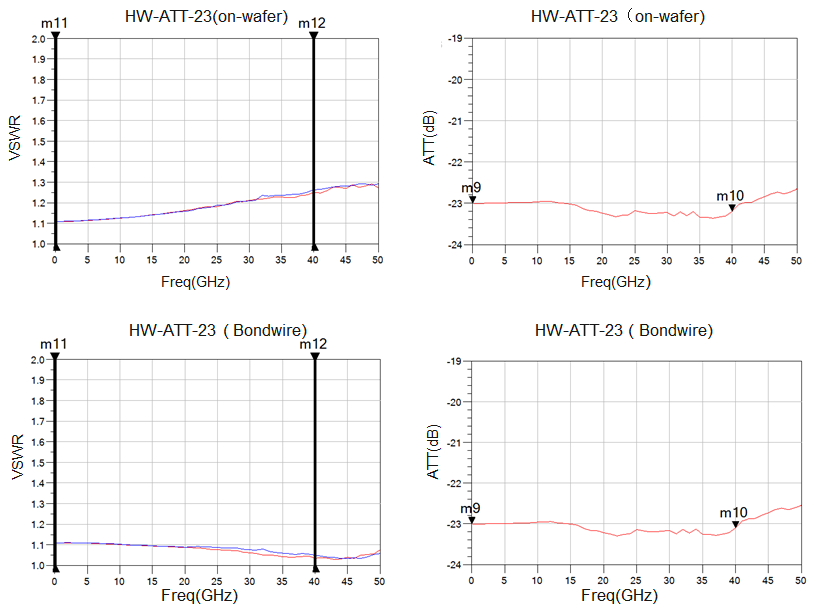 HW-ATT-23(on-wafer)
m11
m12
2.0
1.9
1.8
1.7
1.6
1.5
1.4
1.3
1.2
1.1
1.0
VSWR
0 5 10 15 20 25 30 35 40 45 50
Freq(GHz)
HW-ATT-23（on-wafer)
-19
-20
-21
-22
-23
-24
ATT(dB)
m9
m10
0 5 10 15 20 25 30 35 40 45 50
Freq(GHz)
HW-ATT-23 ( Bondwire)
m11
m12
2.0
1.9
1.8
1.7
1.6
1.5
1.4
1.3
1.2
1.1
1.0
VSWR
0 5 10 15 20 25 30 35 40 45 50
Freq(GHz)
HW-ATT-23 ( Bondwire)
-19
-20
-21
-22
-23
-24
ATT(dB)
m9
m10
0 5 10 15 20 25 30 35 40 45 50
Freq(GHz)